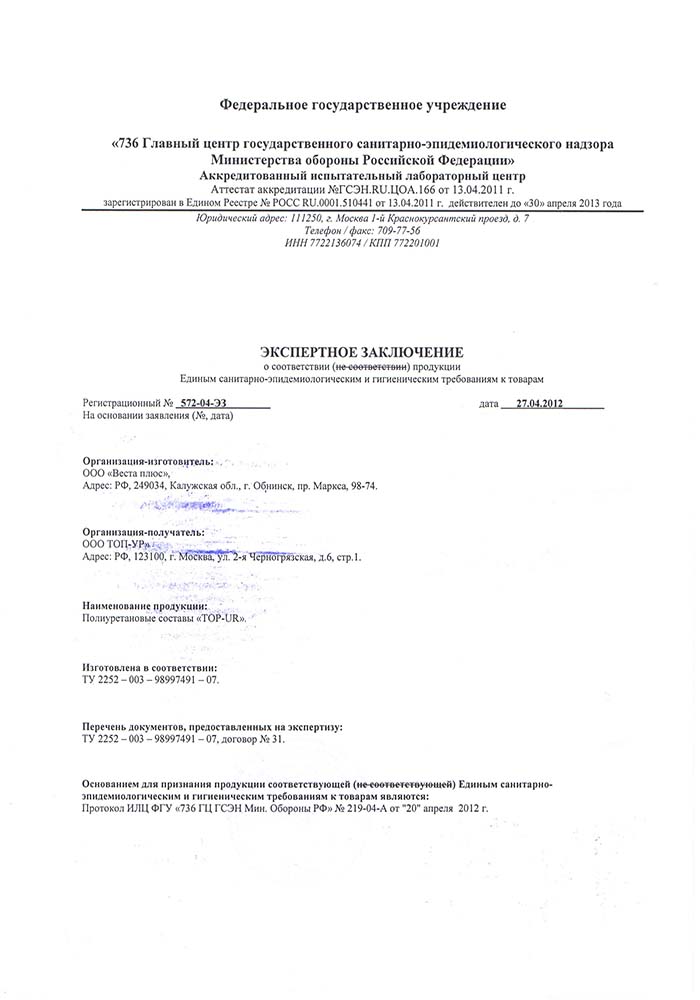 Федеральное государственное учреждение
«736 Главный центр государственного санитарно-эпидемиологического надзора
Министерства обороны Российской Федерации»
Аккредитованный испытательный лабораторный центр
Аттестат аккредитации №ГСЭН.RU.ЦОА.166 от 13.04.2011 г.
зарегистрирован в Едином Реестре № РОСС RU.0001.510441 от 13.04.2011 г. действителен до «30» апреля 2013 года
Юридический адрес: 111250, г. Москва 1-й Краснокурсантский проезд, д. 7
Телефон / факс: 709-77-56
ИНН 7722136074 / КПП 772201001
ЭКСПЕРТНОЕ ЗАКЛЮЧЕНИЕ
о соответствии (не соответствии) продукции
Единым санитарно-эпидемиологическим и гигиеническим требованиям к товарам
Регистрационный № 572-04-ЭЗ дата 27.04.2012
На основании заявления (№, дата)
Организация-изготовитель:
ООО «Веста плюс»,
Адрес: РФ, 249034, Калужская обл., г. Обнинск, пр. Маркса, 98-74.
Организация-получатель:
ООО ТОП-УР»
Адрес: РФ, 123100, г. Москва, ул. 2-я Черногрязская, д.6, стр.1.
Наименование продукции:
Полиуретановые составы «TOP-UR».
Изготовлена в соответствии:
ТУ 2252 – 003 – 98997491 – 07.
Перечень документов, предоставленных на экспертизу:
ТУ 2252 – 003 – 98997491 – 07, договор № 31.
Основанием для признания продукции соответствующей (не соответствующей) Единым санитарно-
эпидемиологическим и гигиеническим требованиям к товарам являются:
Протокол ИЛЦ ФГУ «736 ГЦ ГСЭН Мин. Обороны РФ» № 219-04-А от "20" апреля 2012 г.